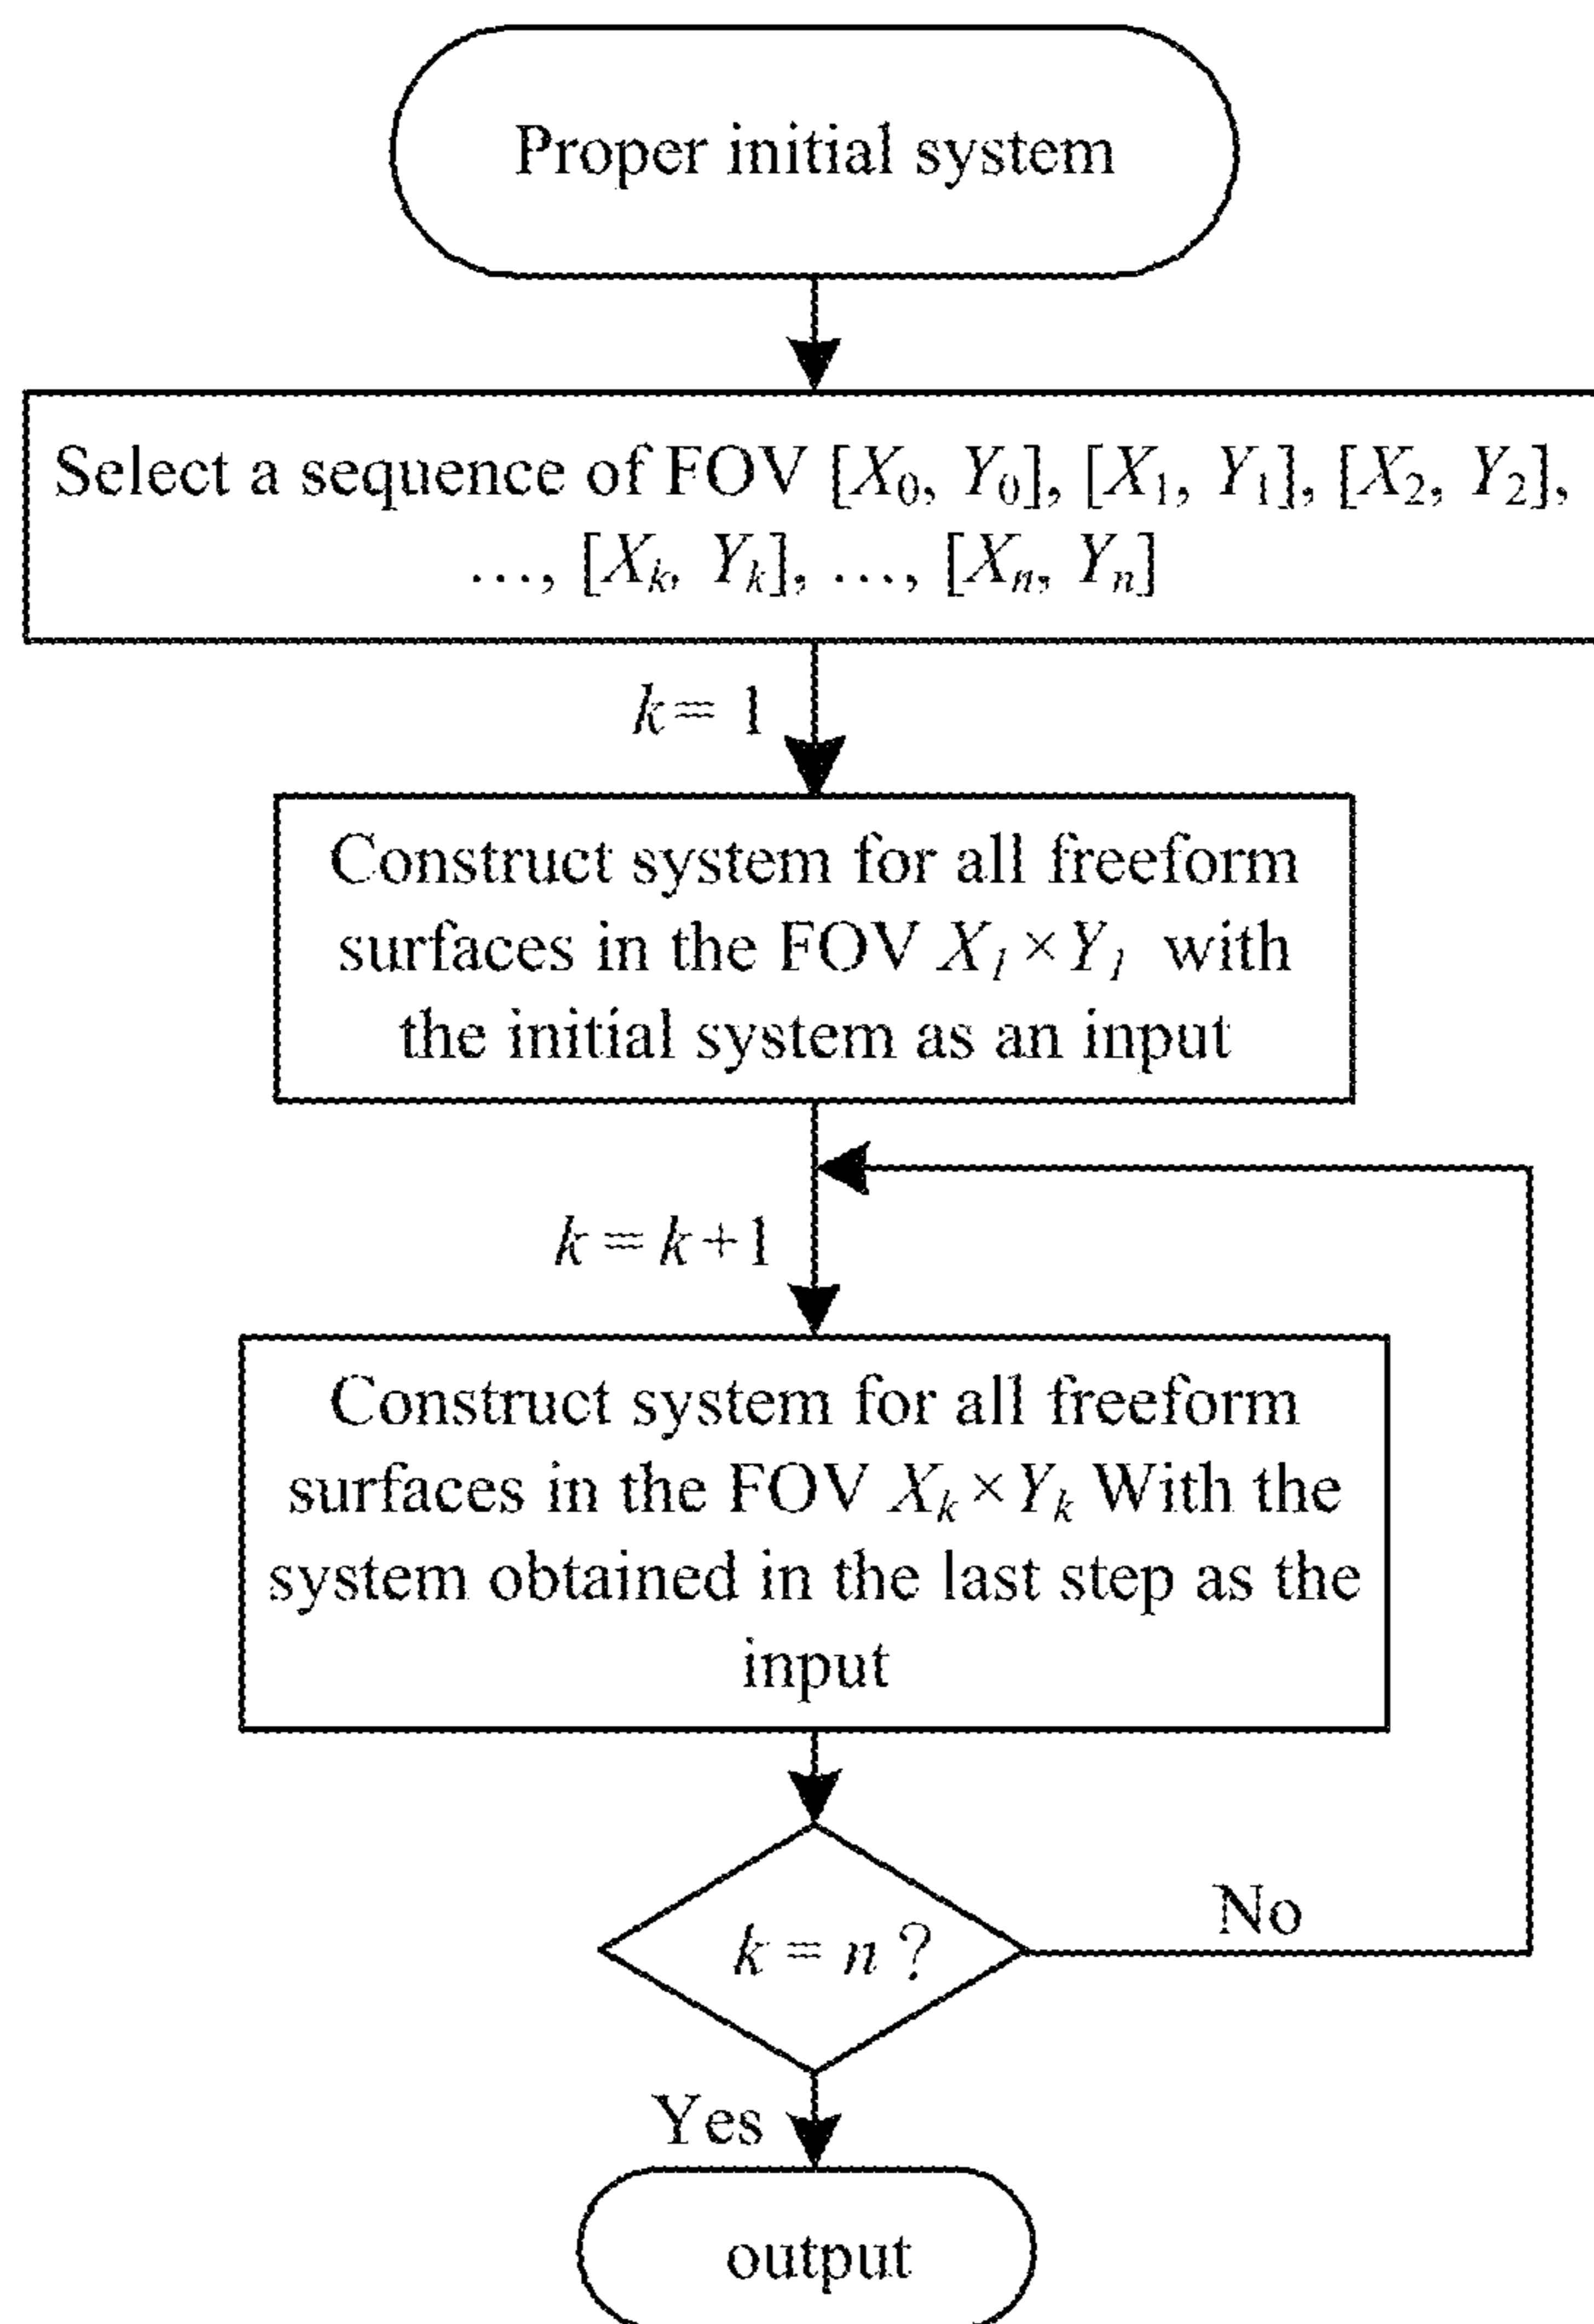 Proper initial system
Select a sequence of FOV [X₀, Y₀], [X₁, Y₁], [X₂, Y₂],
…, [Xₖ, Yₖ], …, [Xₙ, Yₙ]
k = 1
Construct system for all freeform
surfaces in the FOV X₁×Y₁ with
the initial system as an input
k = k+1
Construct system for all freeform
surfaces in the FOV Xₖ×Yₖ With the
system obtained in the last step as the
input
k = n ?
No
Yes
output